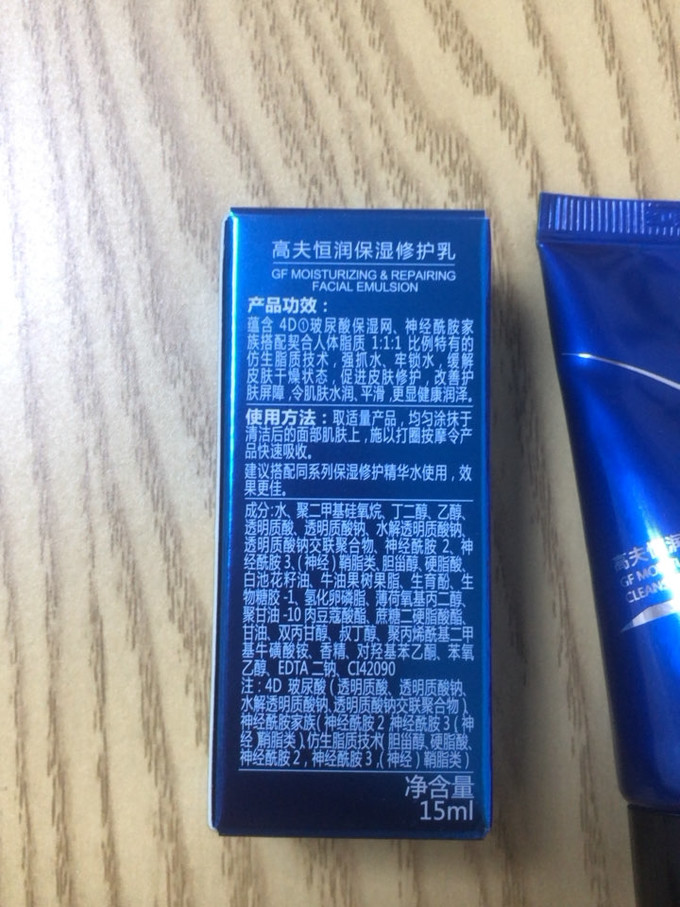 高夫恒润保湿修护乳
GF MOISTURIZING & REPAIRING
FACIAL EMULSION
产品功效：
蕴含 4D①玻尿酸保湿网、神经酰胺家
族搭配契合人体脂质 1:1:1 比例特有的
仿生脂质技术，强抓水、牢锁水，缓解
皮肤干燥状态，促进皮肤修护，改善护
肤屏障，令肌肤水润、平滑，更显健康润泽。
使用方法：取适量产品，均匀涂抹于
清洁后的面部肌肤上，施以打圈按摩令产
品快速吸收。
建议搭配同系列保湿修护精华水使用，效
果更佳。
成分:水、聚二甲基硅氧烷、丁二醇、乙醇、
透明质酸、透明质酸钠、水解透明质酸钠、
透明质酸钠交联聚合物、神经酰胺 2、神
经酰胺 3、(神经）鞘脂类、胆甾醇、硬脂酸、
白池花籽油、牛油果树果脂、生育酚、生
物糖胶 -1、氢化卵磷脂、薄荷氧基丙二醇、
聚甘油 -10 肉豆蔻酸酯、蔗糖二硬脂酸酯、
甘油、双丙甘醇、叔丁醇、聚丙烯酰基二甲
基牛磺酸铵、香精、对羟基苯乙酮、苯氧
乙醇、EDTA 二钠、CI42090
注：4D 玻尿酸（透明质酸、透明质酸钠、
水解透明质酸钠、透明质酸钠交联聚合物）、
神经酰胺家族（神经酰胺 2 神经酰胺 3（神
经）鞘脂类）、仿生脂质技术（胆甾醇、硬脂酸、
神经酰胺 2，神经酰胺 3，（神经）鞘脂类）
净含量
15ml
高夫恒润
GF MOISTU
CLEANS